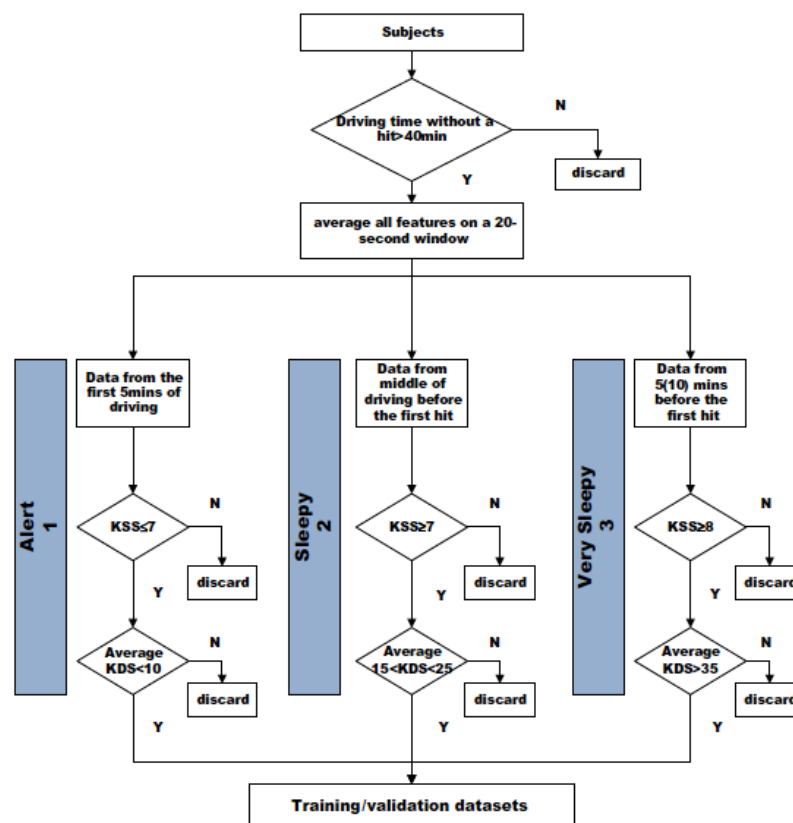 Subjects
Driving time without a
hit>40min
N
discard
Y
average all features on a 20-
second window
Alert
1
Data from the
first 5mins of
driving
KSS≤7
N
discard
Y
Average
KDS<10
N
discard
Y
Sleepy
2
Data from
middle of
driving before
the first hit
KSS≥7
N
discard
Y
Average
15<KDS<25
N
discard
Y
Very Sleepy
3
Data from
5(10) mins
before the
first hit
KSS≥8
N
discard
Y
Average
KDS>35
N
discard
Y
Training/validation datasets